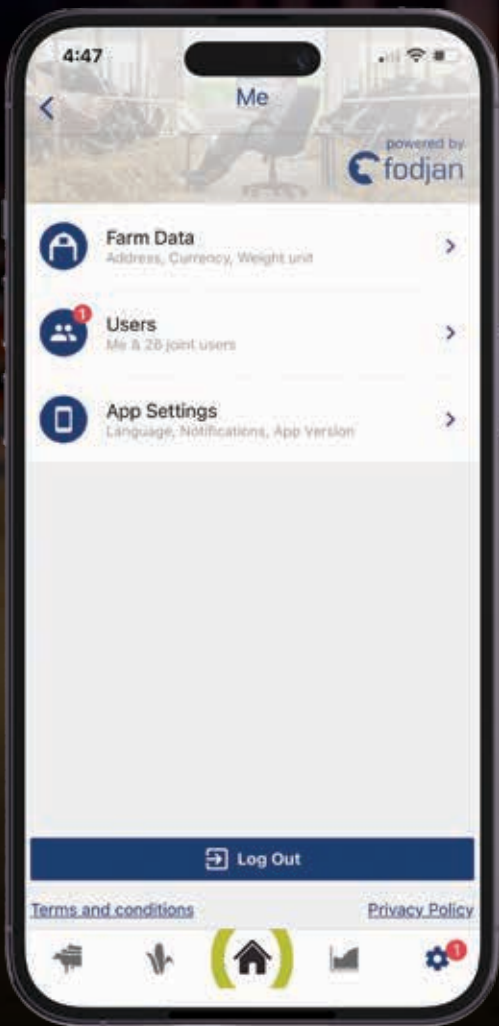 4:47
Me
powered by
fodjan
Farm Data
Address, Currency, Weight unit
1
Users
Me & 26 joint users
App Settings
Language, Notifications, App Version
Log Out
Terms and conditions
Privacy Policy
1